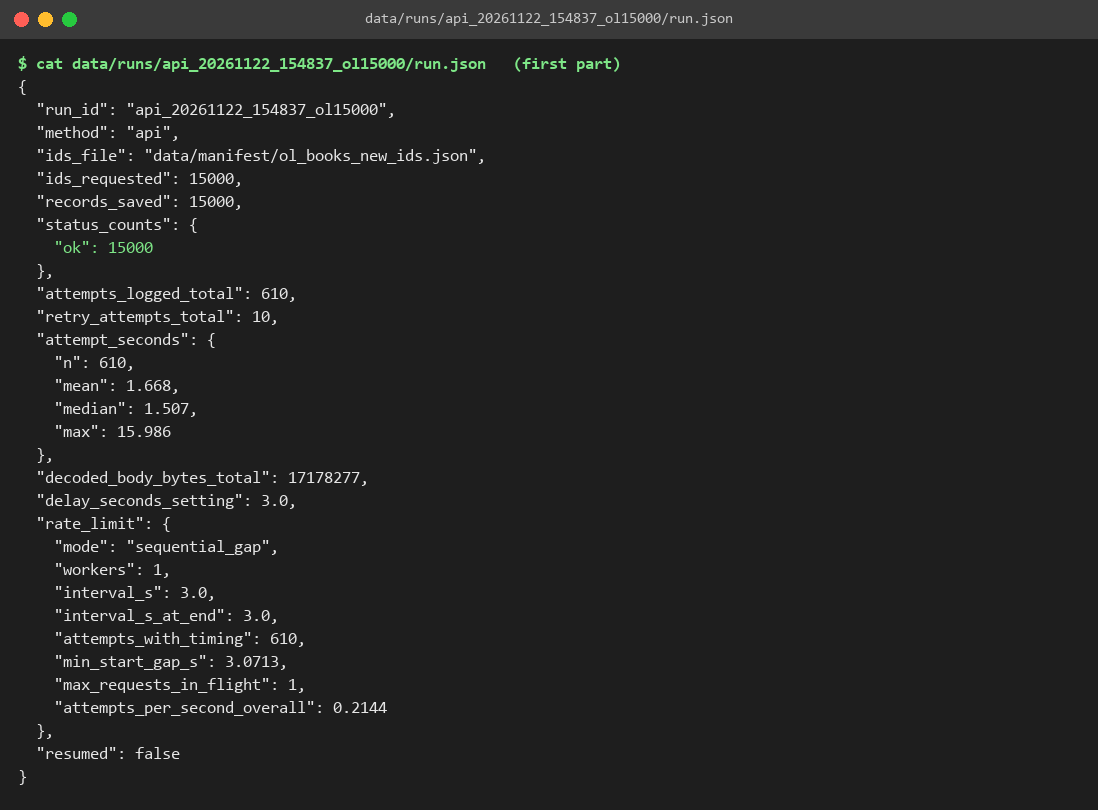 data/runs/api_20261122_154837_ol15000/run.json
$ cat data/runs/api_20261122_154837_ol15000/run.json   (first part)
{
  "run_id": "api_20261122_154837_ol15000",
  "method": "api",
  "ids_file": "data/manifest/ol_books_new_ids.json",
  "ids_requested": 15000,
  "records_saved": 15000,
  "status_counts": {
    "ok": 15000
  },
  "attempts_logged_total": 610,
  "retry_attempts_total": 10,
  "attempt_seconds": {
    "n": 610,
    "mean": 1.668,
    "median": 1.507,
    "max": 15.986
  },
  "decoded_body_bytes_total": 17178277,
  "delay_seconds_setting": 3.0,
  "rate_limit": {
    "mode": "sequential_gap",
    "workers": 1,
    "interval_s": 3.0,
    "interval_s_at_end": 3.0,
    "attempts_with_timing": 610,
    "min_start_gap_s": 3.0713,
    "max_requests_in_flight": 1,
    "attempts_per_second_overall": 0.2144
  },
  "resumed": false
}